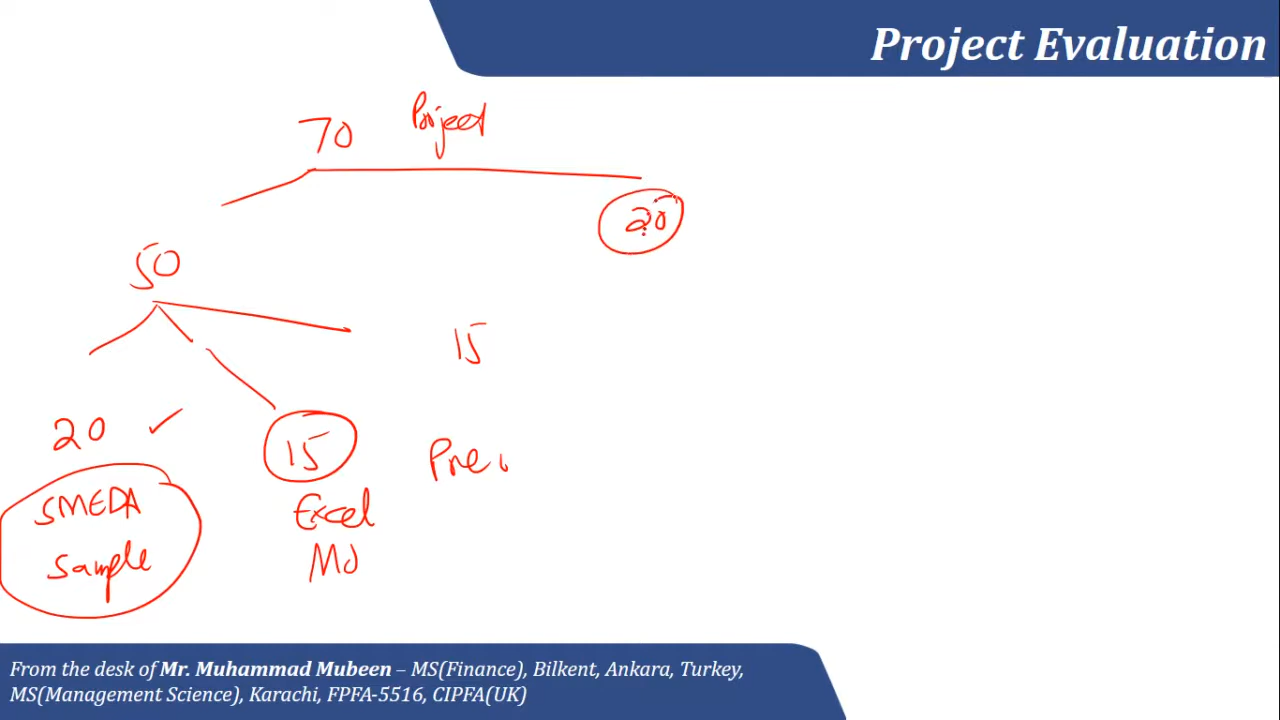 Project Evaluation
70 Project
20
50
15
20
15
Pre
SMEDA
Excel
Sample
Mo
From the desk of Mr. Muhammad Mubeen – MS(Finance), Bilkent, Ankara, Turkey,
MS(Management Science), Karachi, FPFA-5516, CIPFA(UK)